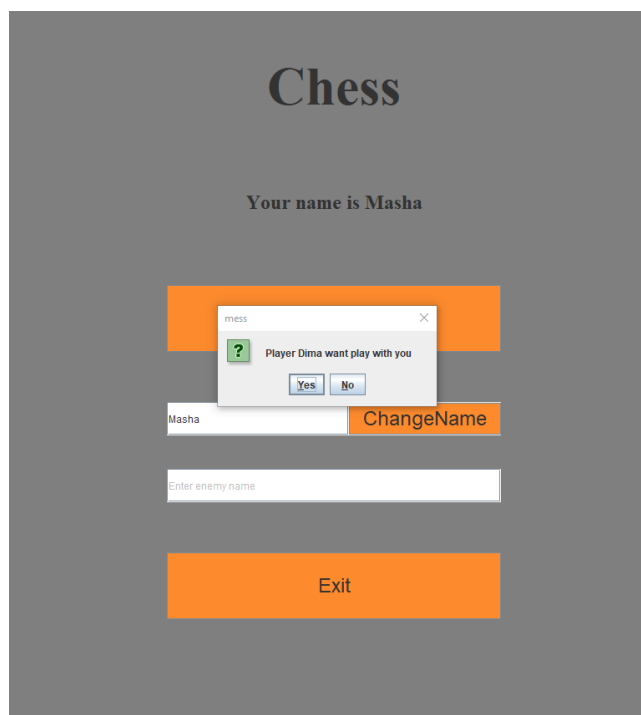 Chess
Your name is Masha
mess
Player Dima want play with you
Yes No
Masha ChangeName
Enter enemy name
Exit